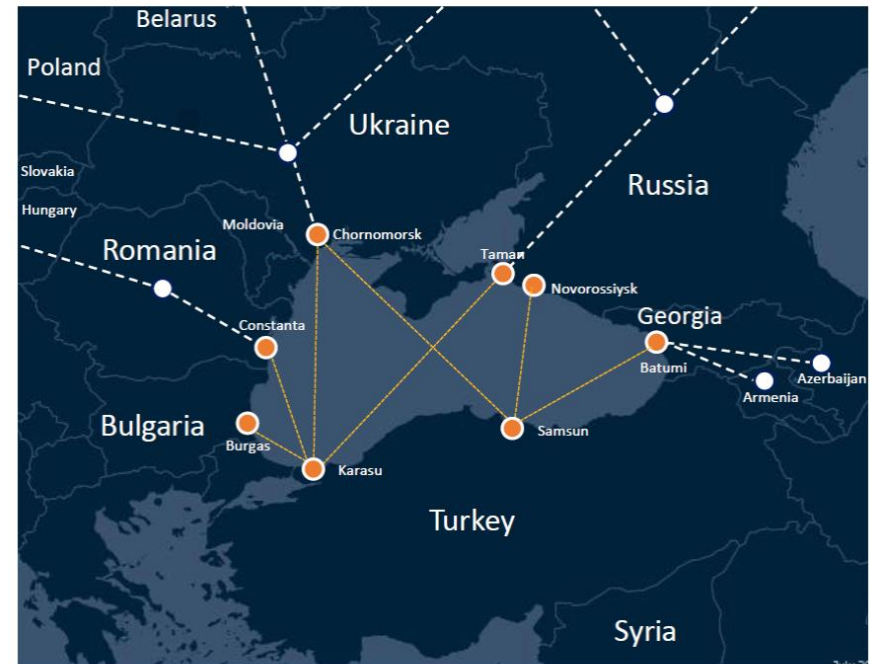 Belarus
Poland
Ukraine
Slovakia
Russia
Hungary
Moldovia
Chornomorsk
Romania
Taman
Novorossiysk
Georgia
Constanta
Batumi
Azerbaijan
Armenia
Bulgaria
Burgas
Samsun
Karasu
Turkey
Syria